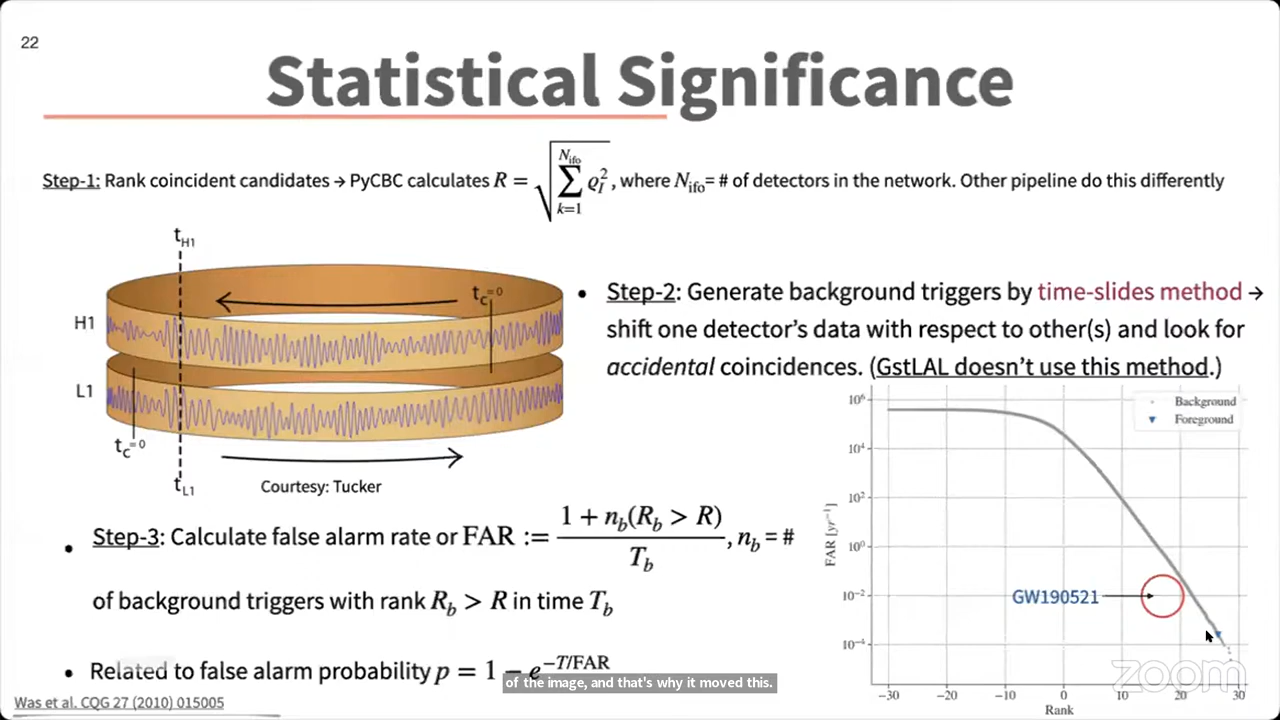 22
Statistical Significance
Step-1: Rank coincident candidates → PyCBC calculates R = √(∑_{k=1}^{N_ifo} ϱ_I^2), where N_ifo= # of detectors in the network. Other pipeline do this differently
t_H1
t_c=0
H1
L1
t_c=0
t_L1
Courtesy: Tucker
• Step-2: Generate background triggers by time-slides method →
shift one detector’s data with respect to other(s) and look for
accidental coincidences. (GstLAL doesn’t use this method.)
• Step-3: Calculate false alarm rate or FAR := (1 + n_b(R_b > R)) / T_b, n_b = #
of background triggers with rank R_b > R in time T_b
• Related to false alarm probability p = 1 − e^{−T/FAR}
Was et al. CQG 27 (2010) 015005
Background
Foreground
10^6
10^4
10^2
10^0
10^−2
10^−4
FAR [yr^−1]
GW190521
−30 −20 −10 0 10 20 30
Rank
zoom
of the image, and that's why it moved this.